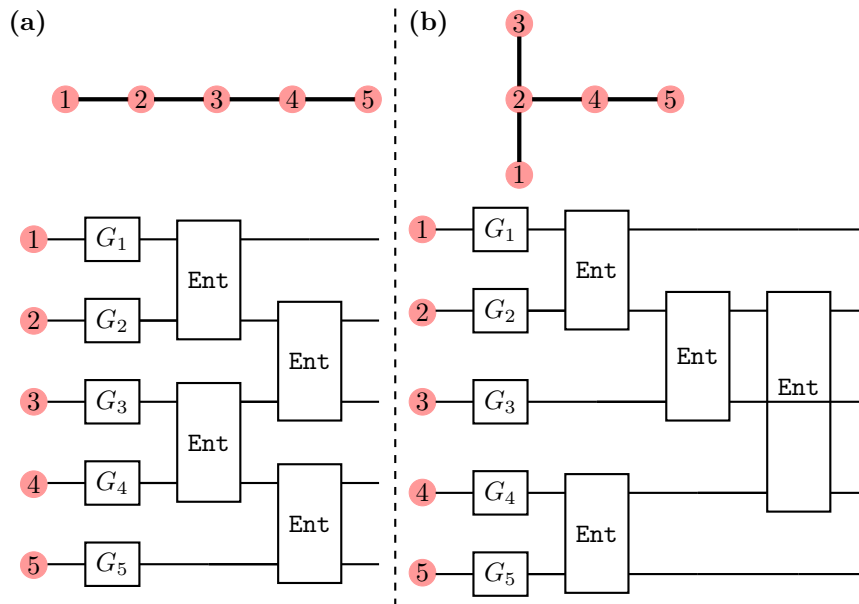 (a)
1 2 3 4 5
1 G₁ Ent
2 G₂ Ent
3 G₃ Ent
4 G₄ Ent
5 G₅
(b)
3
2 4 5
1
1 G₁ Ent
2 G₂ Ent Ent
3 G₃
4 G₄ Ent
5 G₅